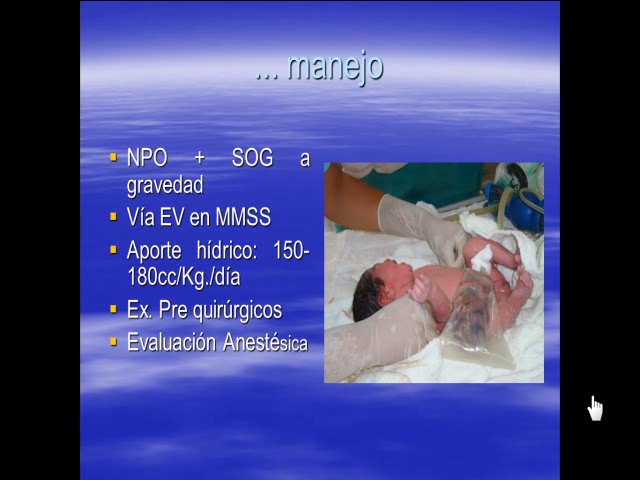 ... manejo
NPO + SOG a
gravedad
Vía EV en MMSS
Aporte hídrico: 150-
180cc/Kg./día
Ex. Pre quirúrgicos
Evaluación Anestésica